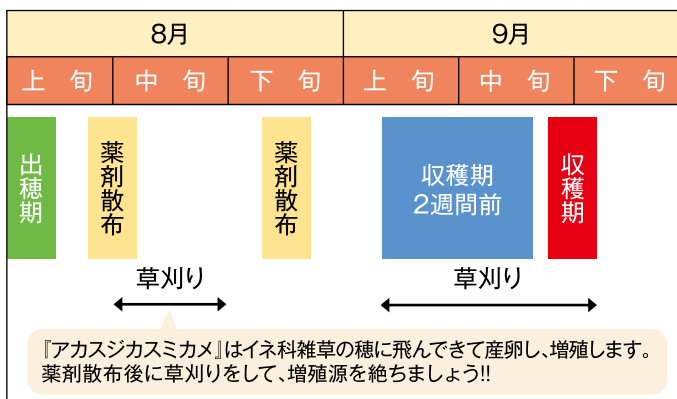 8月
9月
上旬
中旬
下旬
上旬
中旬
下旬
出穂期
薬剤散布
薬剤散布
収穫期
2週間前
収穫期
草刈り
草刈り
『アカスジカスミカメ』はイネ科雑草の穂に飛んできて産卵し、増殖します。
薬剤散布後に草刈りをして、増殖源を絶ちましょう!!